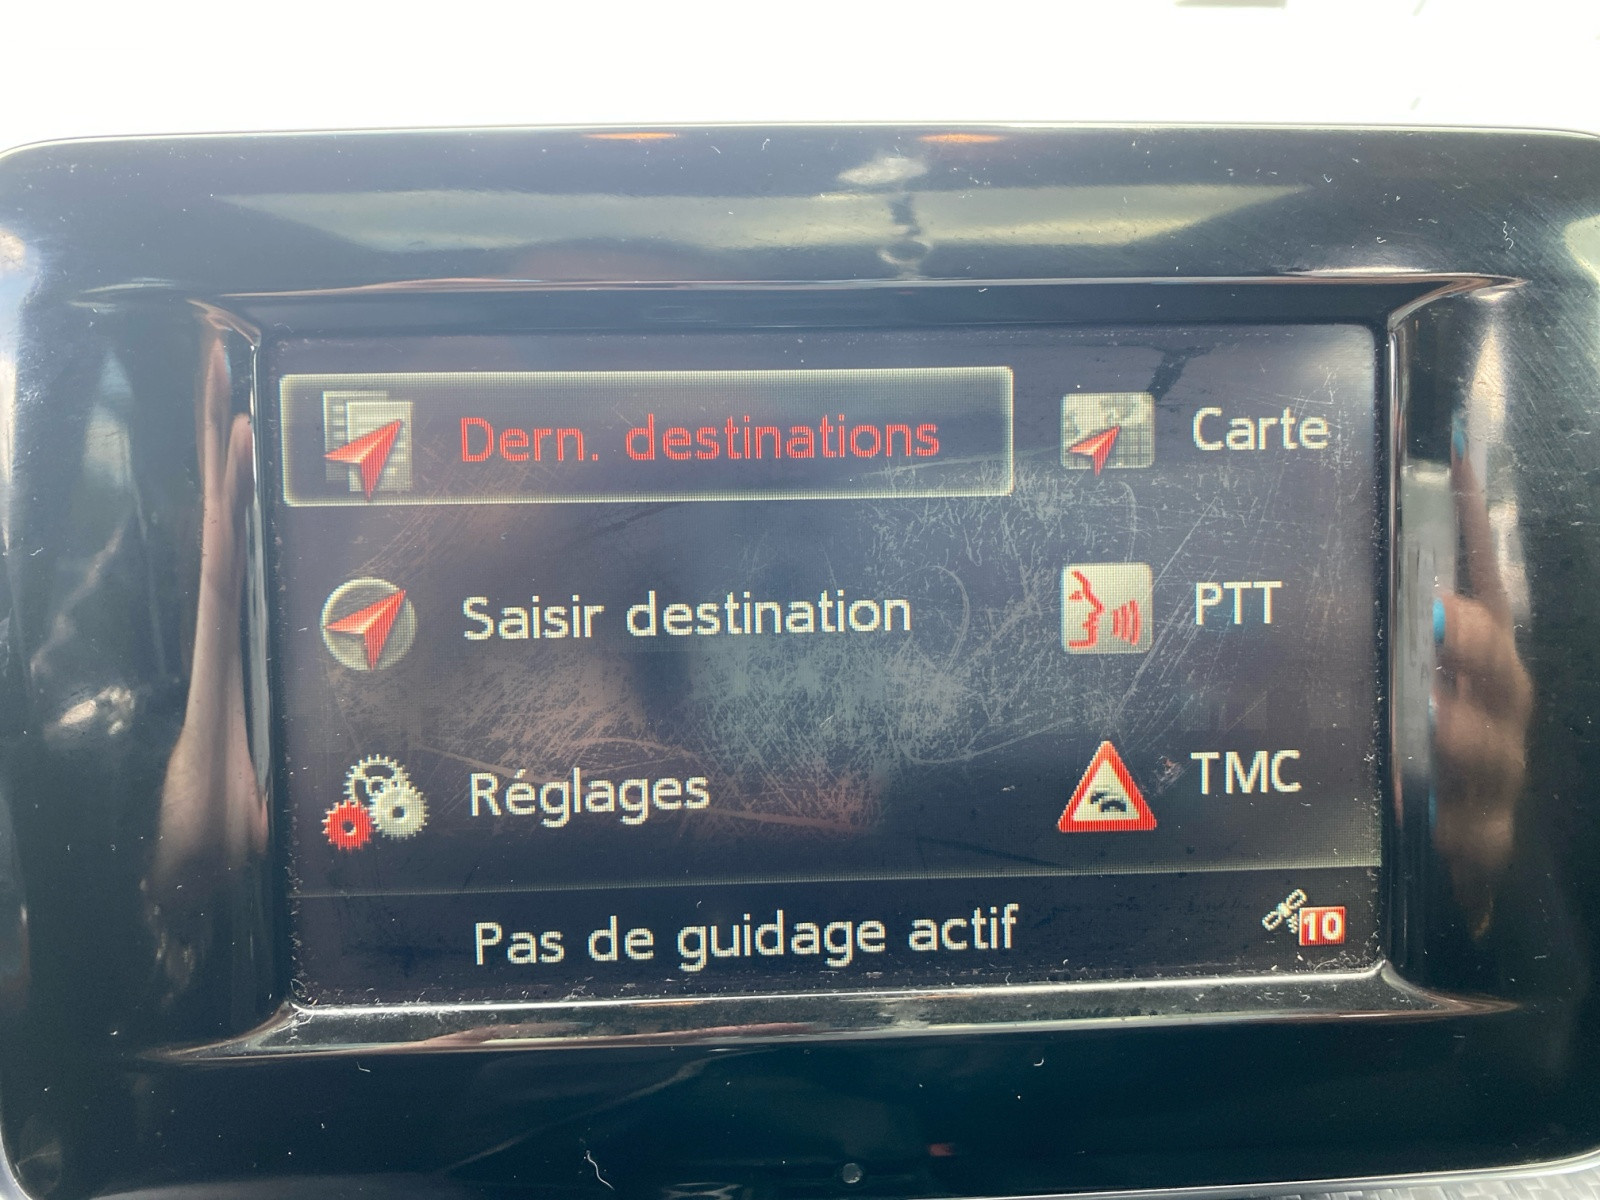 Dern. destinations
Carte
Saisir destination
PTT
Réglages
TMC
Pas de guidage actif
10